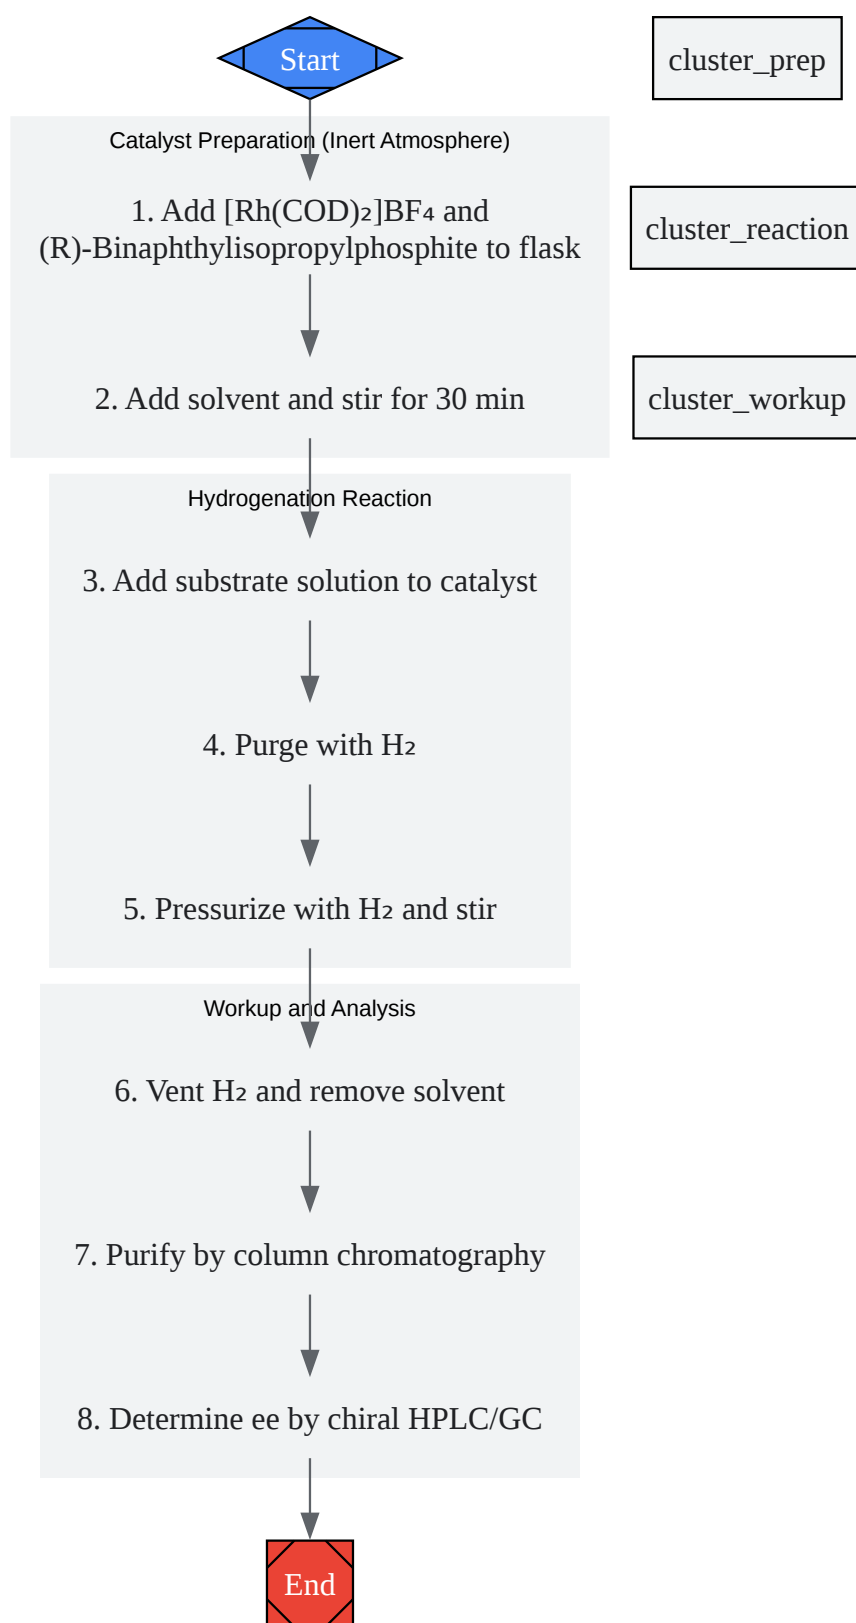 Start
cluster_prep
Catalyst Preparation (Inert Atmosphere)
1. Add [Rh(COD)₂]BF₄ and
(R)-Binaphthylisopropylphosphite to flask
cluster_reaction
2. Add solvent and stir for 30 min
cluster_workup
Hydrogenation Reaction
3. Add substrate solution to catalyst
4. Purge with H₂
5. Pressurize with H₂ and stir
Workup and Analysis
6. Vent H₂ and remove solvent
7. Purify by column chromatography
8. Determine ee by chiral HPLC/GC
End